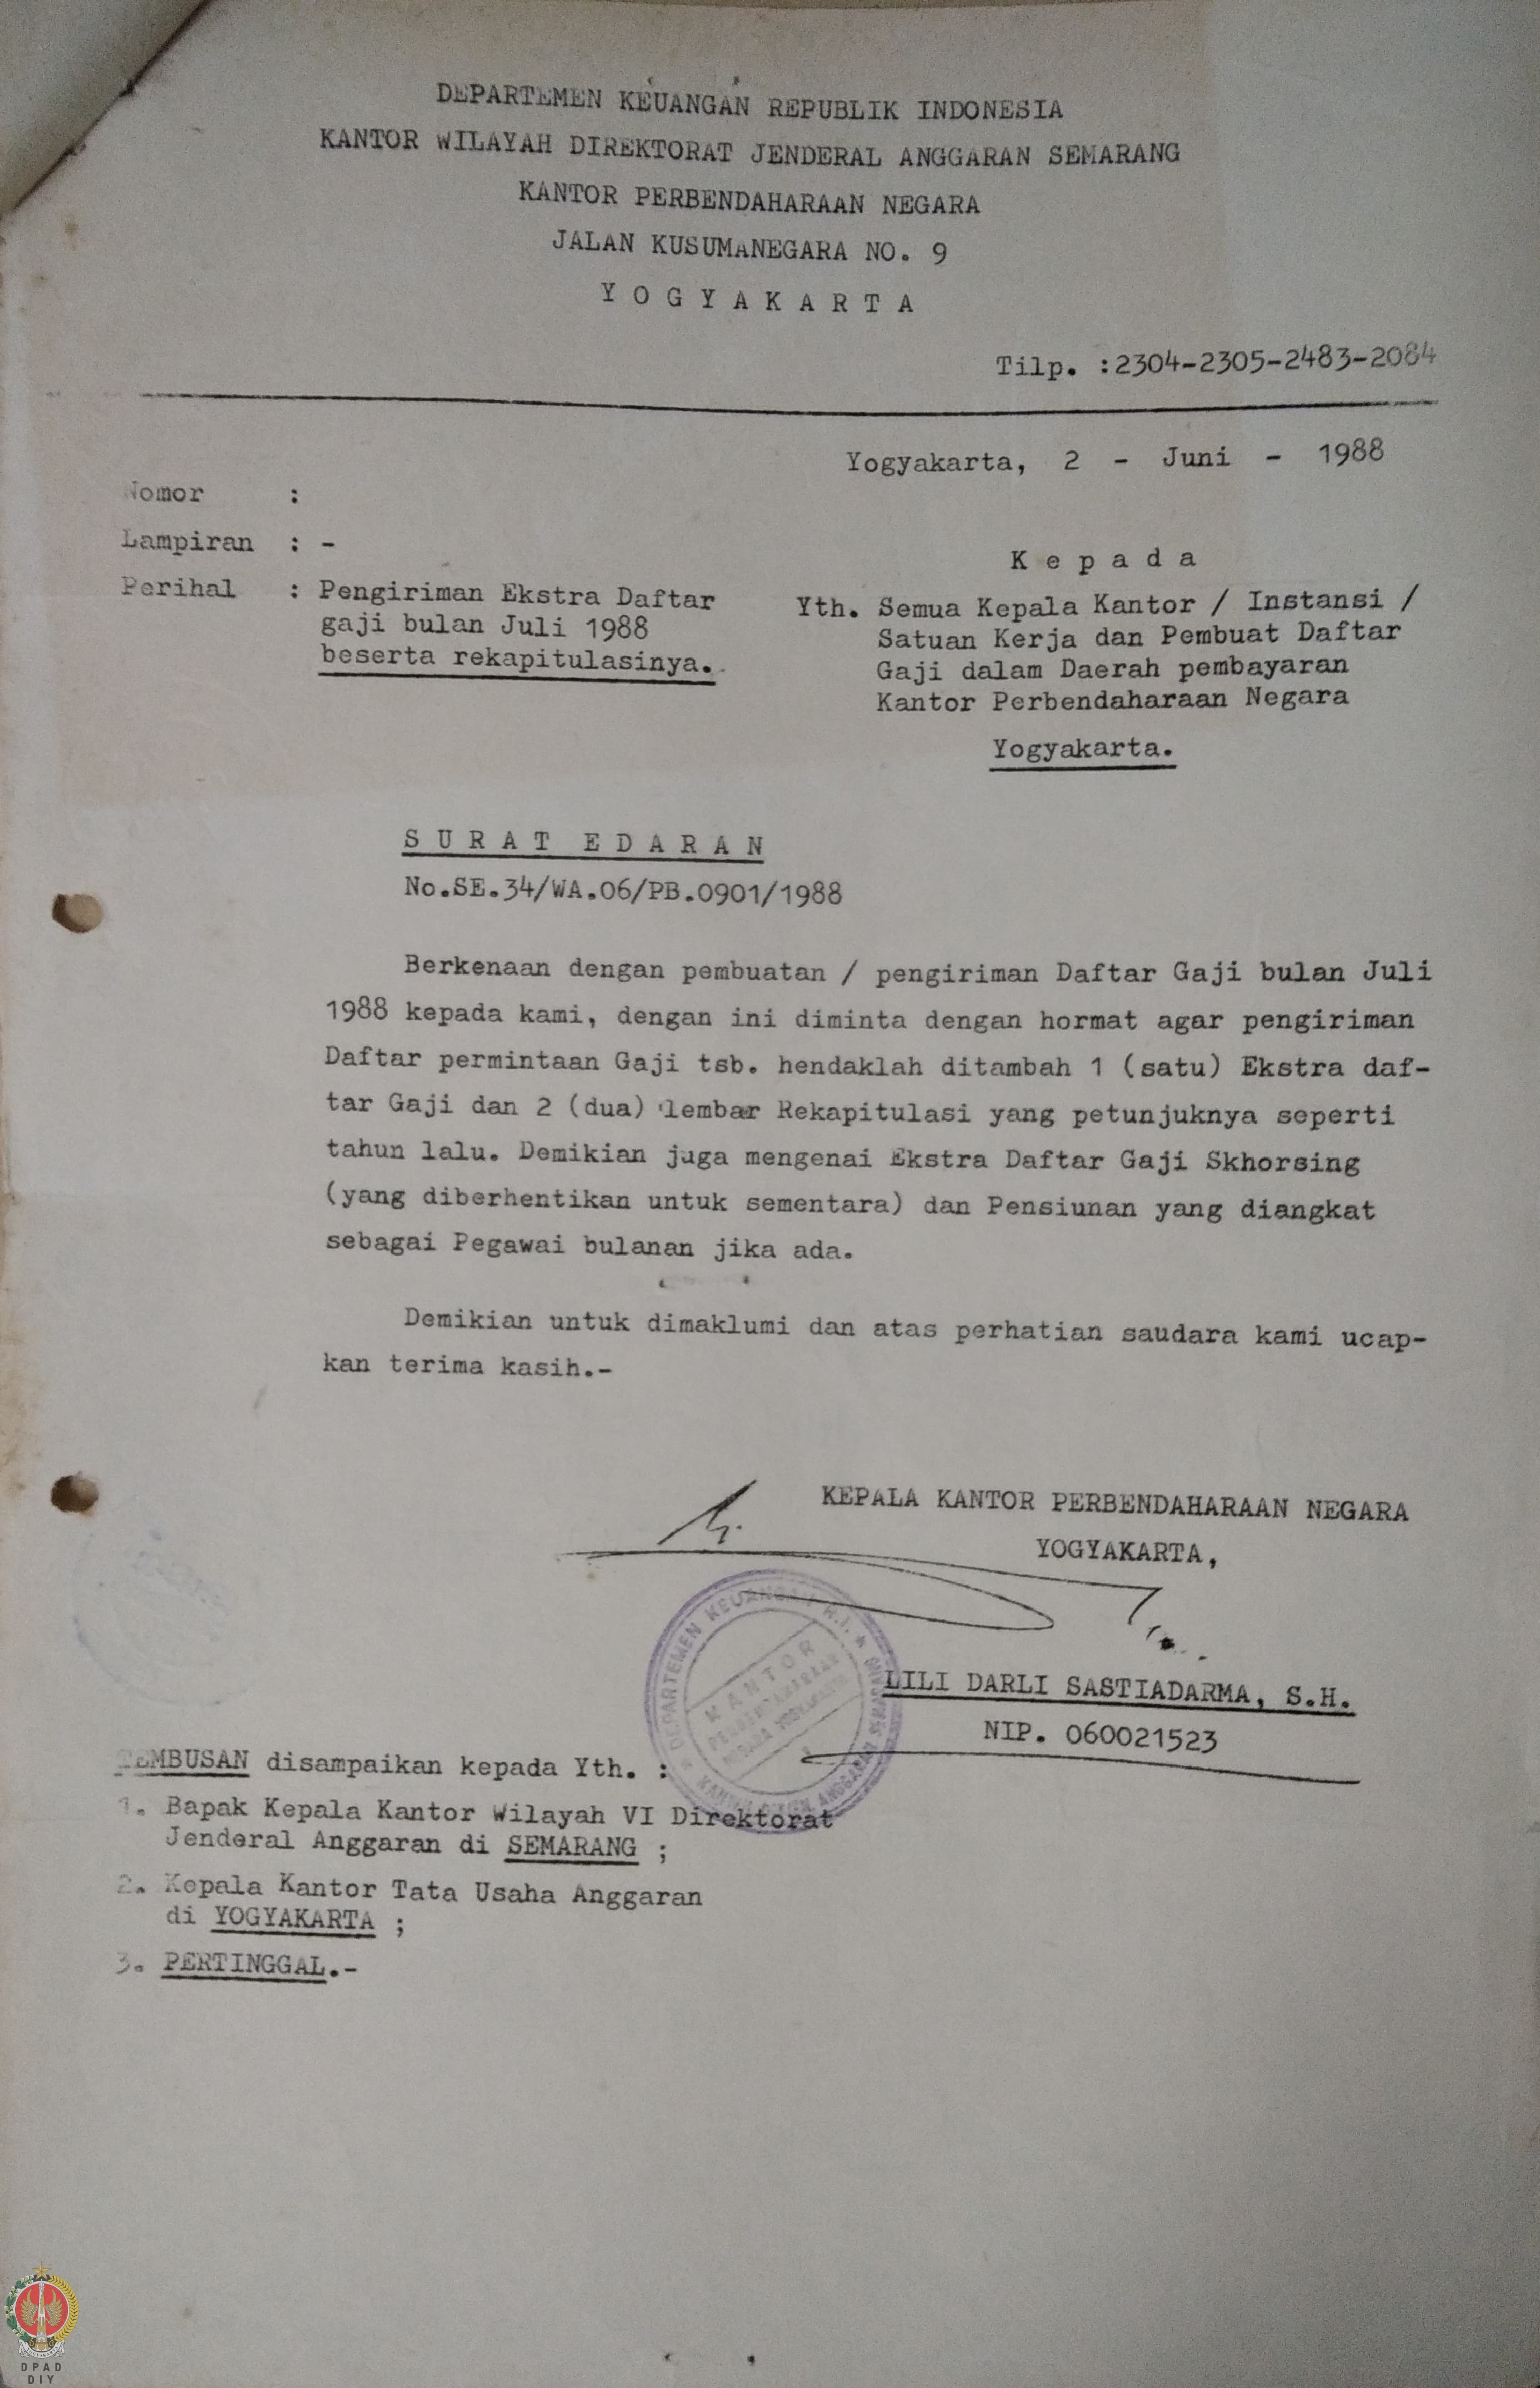 DEPARTEMEN KEUANGAN REPUBLIK INDONESIA
KANTOR WILAYAH DIREKTORAT JENDERAL ANGGARAN SEMARANG
KANTOR PERBENDAHARAAN NEGARA
JALAN KUSUMANEGARA NO. 9
Y O G Y A K A R T A
Tilp. :2304-2305-2483-2084
Yogyakarta, 2 - Juni - 1988
Nomor :
Lampiran : -
Perihal : Pengiriman Ekstra Daftar
gaji bulan Juli 1988
beserta rekapitulasinya.
K e p a d a
Yth. Semua Kepala Kantor / Instansi /
Satuan Kerja dan Pembuat Daftar
Gaji dalam Daerah pembayaran
Kantor Perbendaharaan Negara
Yogyakarta.
S U R A T E D A R A N
No.SE.34/WA.06/PB.0901/1988
Berkenaan dengan pembuatan / pengiriman Daftar Gaji bulan Juli
1988 kepada kami, dengan ini diminta dengan hormat agar pengiriman
Daftar permintaan Gaji tsb. hendaklah ditambah 1 (satu) Ekstra daf-
tar Gaji dan 2 (dua) lembar Rekapitulasi yang petunjuknya seperti
tahun lalu. Demikian juga mengenai Ekstra Daftar Gaji Skhorsing
(yang diberhentikan untuk sementara) dan Pensiunan yang diangkat
sebagai Pegawai bulanan jika ada.
Demikian untuk dimaklumi dan atas perhatian saudara kami ucap-
kan terima kasih.-
KEPALA KANTOR PERBENDAHARAAN NEGARA
YOGYAKARTA,
DEPARTEMEN KEUANGAN R.I.
KANTOR
PERBENDAHARAAN
NEGARA YOGYAKARTA
LILI DARLI SASTIADARMA, S.H.
NIP. 060021523
TEMBUSAN disampaikan kepada Yth. :
1. Bapak Kepala Kantor Wilayah VI Direktorat
Jenderal Anggaran di SEMARANG ;
2. Kepala Kantor Tata Usaha Anggaran
di YOGYAKARTA ;
3. PERTINGGAL.-
DPAD
DIY